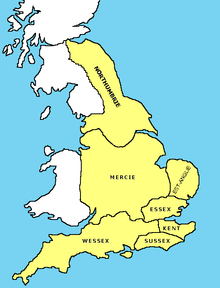 NORTHUMBRIE
MERCIE
EST-ANGLIE
ESSEX
KENT
WESSEX
SUSSEX